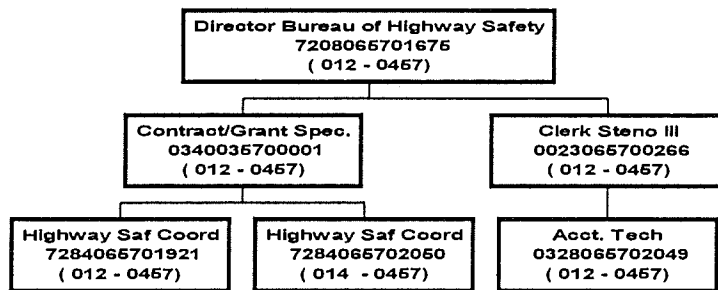 Director Bureau of Highway Safety
7208065701675
( 012 - 0457)
Contract/Grant Spec.
0340035700001
( 012 - 0457)
Clerk Steno III
0023065700266
( 012 - 0457)
Highway Saf Coord
7284065701921
( 012 - 0457)
Highway Saf Coord
7284065702050
( 014 - 0457)
Acct. Tech
0328065702049
( 012 - 0457)